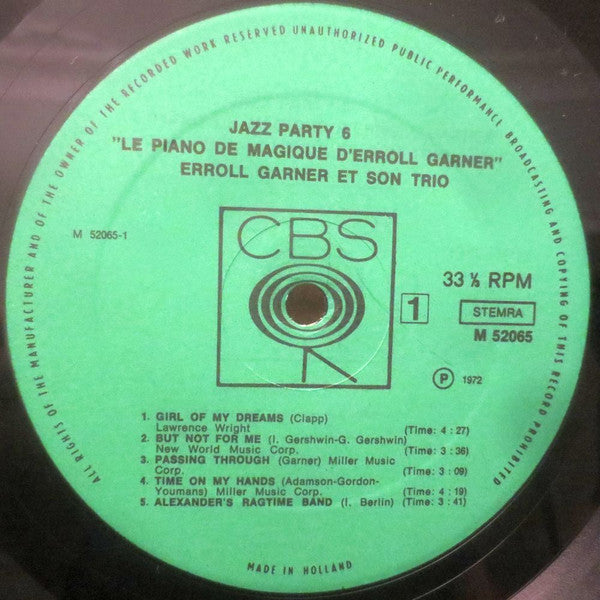 ALL RIGHTS OF THE MANUFACTURER AND OF THE OWNER OF THE RECORDED WORK RESERVED UNAUTHORIZED PUBLIC PERFORMANCE BROADCASTING AND COPYING OF THIS RECORD PROHIBITED
JAZZ PARTY 6
"LE PIANO DE MAGIQUE D'ERROLL GARNER"
ERROLL GARNER ET SON TRIO
M 52065-1
CBS
33 ⅓ RPM
1
STEMRA
M 52065
Ⓟ 1972
1. GIRL OF MY DREAMS (Clapp)
Lawrence Wright (Time: 4 : 27)
2. BUT NOT FOR ME (I. Gershwin-G. Gershwin)
New World Music Corp. (Time: 3 : 36)
3. PASSING THROUGH (Garner) Miller Music
Corp. (Time: 3 : 09)
4. TIME ON MY HANDS (Adamson-Gordon-
Youmans) Miller Music Corp. (Time: 4 : 19)
5. ALEXANDER'S RAGTIME BAND (I. Berlin) (Time: 3 : 41)
MADE IN HOLLAND